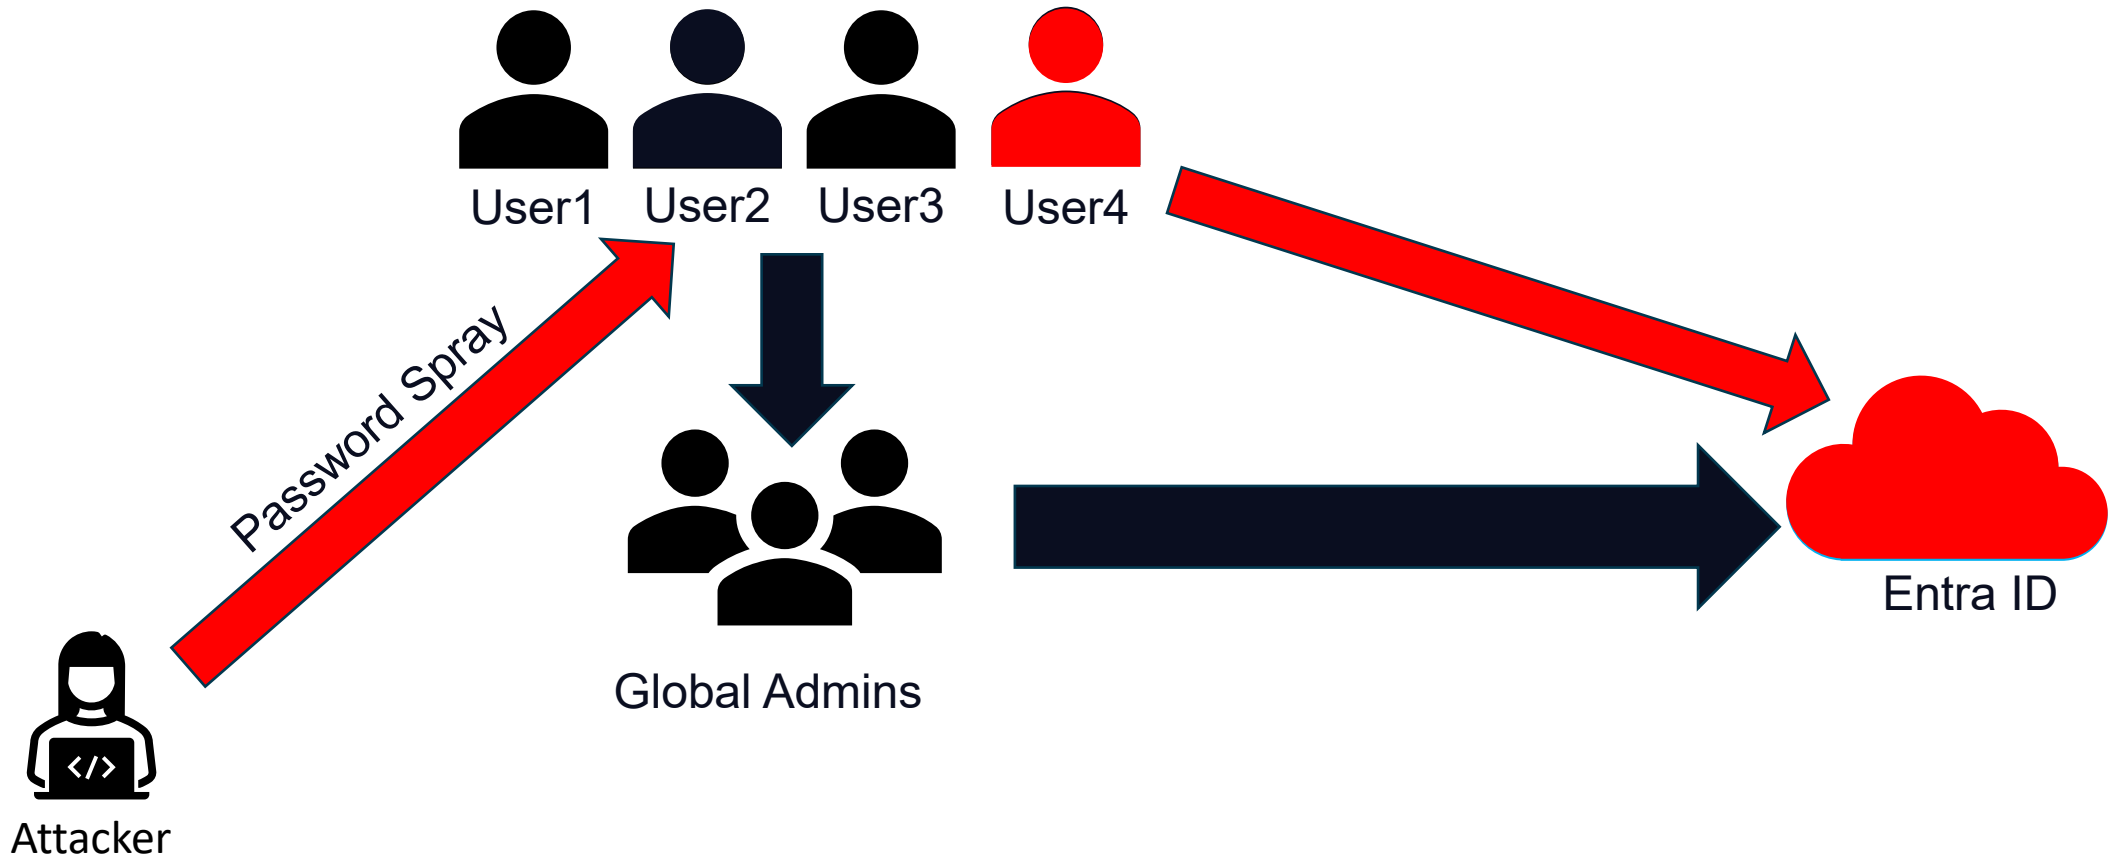 User1
User2
User3
User4
Password Spray
Entra ID
Global Admins
</>
Attacker